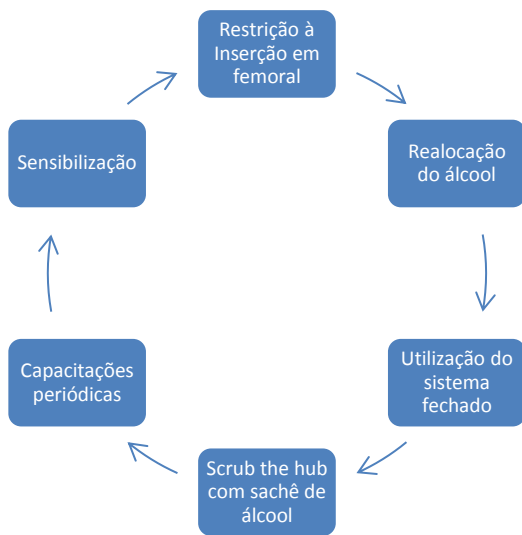 Restrição à
Inserção em
femoral
Realocação
do álcool
Utilização do
sistema
fechado
Scrub the hub
com sachê de
álcool
Capacitações
periódicas
Sensibilização